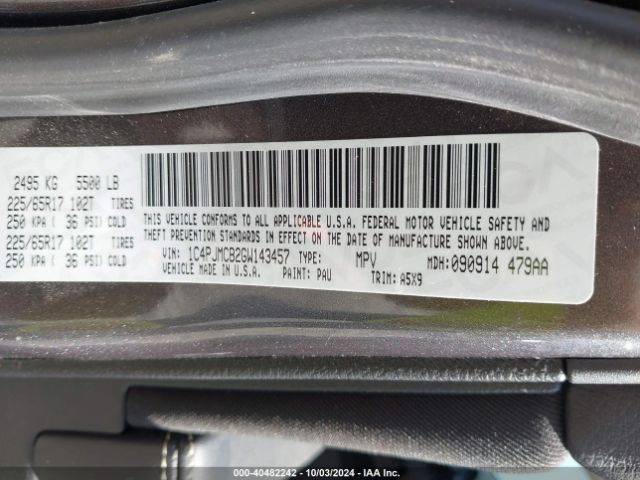 2495 KG 5500 LB
225/65R17 102T TIRES
250 KPA ( 36 PSI) COLD
225/65R17 102T TIRES
250 KPA ( 36 PSI) COLD
THIS VEHICLE CONFORMS TO ALL APPLICABLE U.S.A. FEDERAL MOTOR VEHICLE SAFETY AND
THEFT PREVENTION STANDARDS IN EFFECT ON THE DATE OF MANUFACTURE SHOWN ABOVE.
VIN: 1C4PJMCB2GW143457 TYPE: MPV MDH: 090914 479AA
VEHICLE MADE IN U.S.A. PAINT: PAU TRIM: A5X9
000-40482242 - 10/03/2024 - IAA Inc.